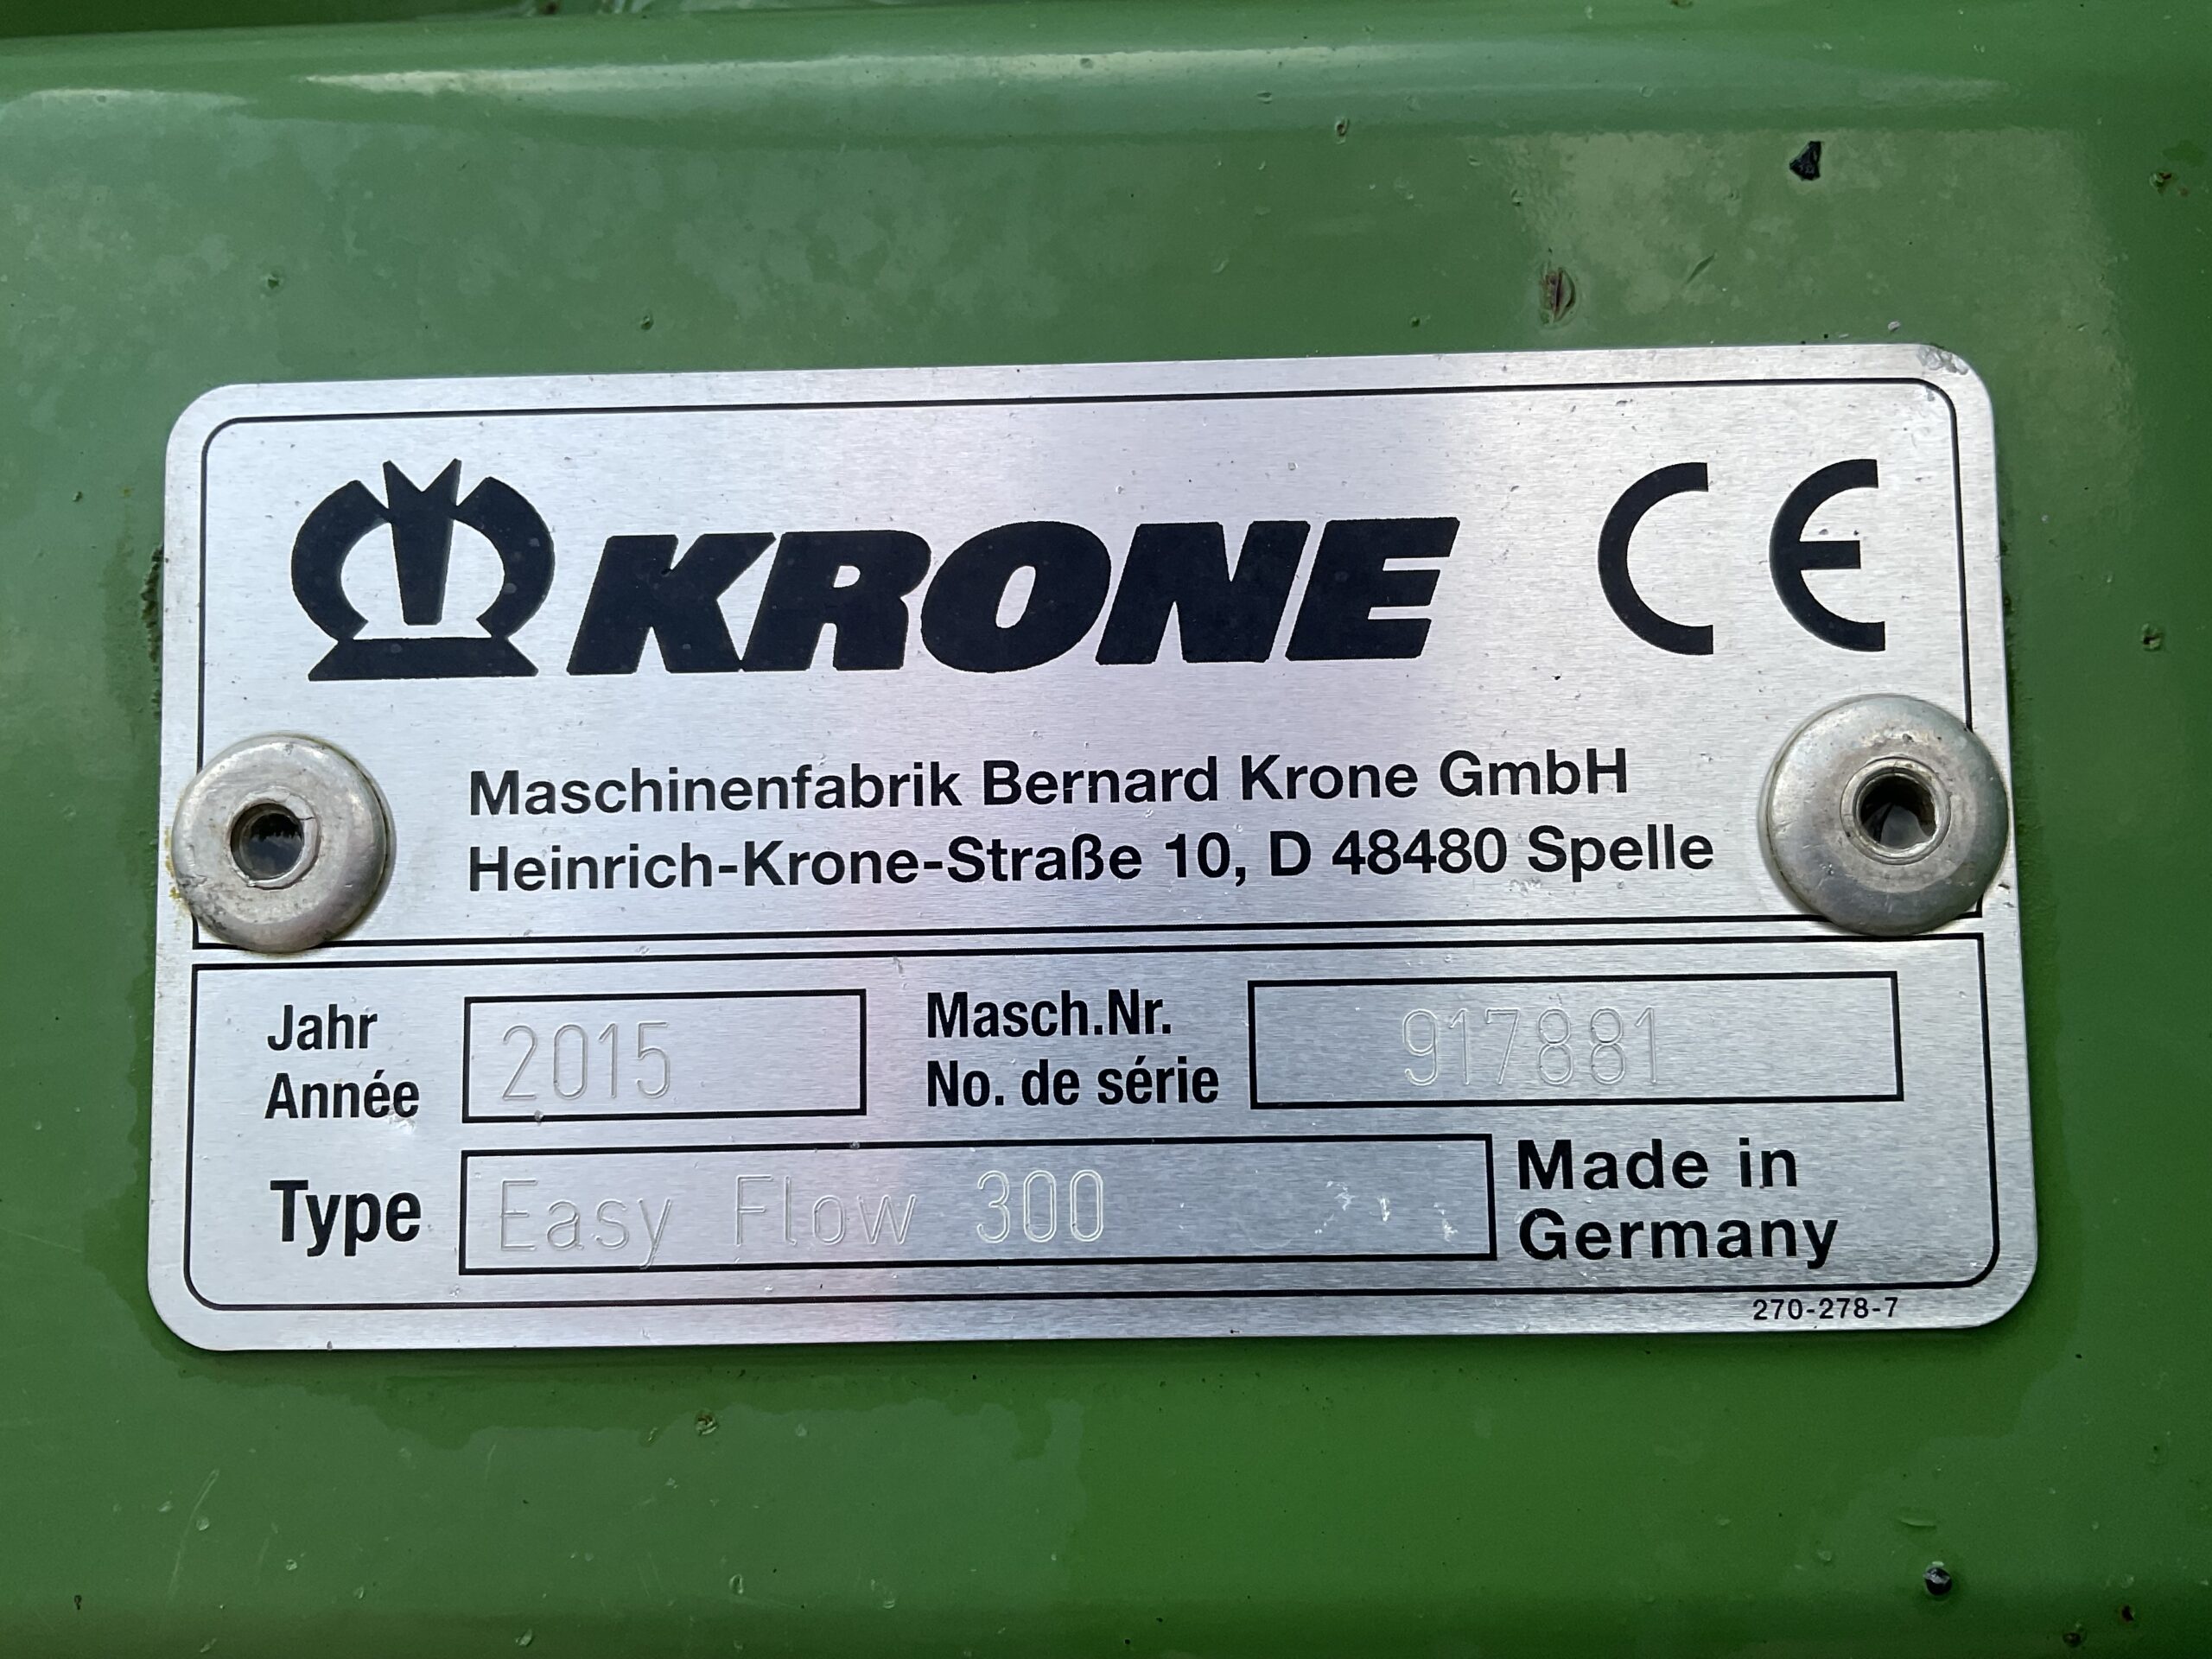 KRONE CE
Maschinenfabrik Bernard Krone GmbH
Heinrich-Krone-Straße 10, D 48480 Spelle
Jahr
Année
2015
Masch.Nr.
No. de série
917881
Type
Easy Flow 300
Made in
Germany
270-278-7